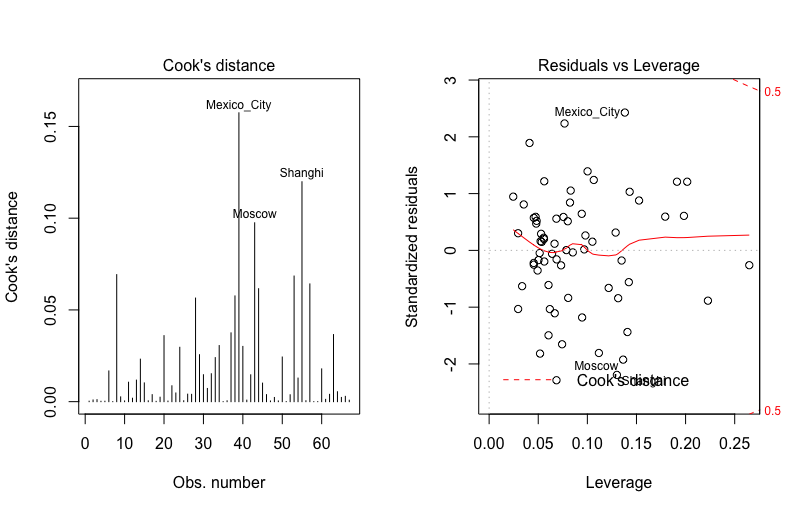 Cook's distance
Mexico_City
Shanghi
Moscow
0.00
0.05
0.10
0.15
Cook's distance
0
10
20
30
40
50
60
Obs. number
Residuals vs Leverage
3
2
1
0
-1
-2
Standardized residuals
0.5
Mexico_City
Moscow
Cook's distance
Shanghi
0.5
0.00
0.05
0.10
0.15
0.20
0.25
Leverage